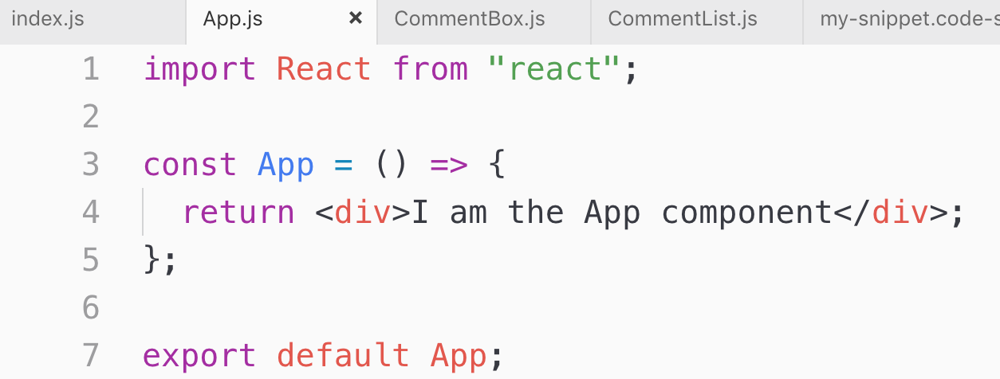 index.js App.js × CommentBox.js CommentList.js my-snippet.code-s
1 import React from "react";
2
3 const App = () => {
4   return <div>I am the App component</div>;
5 };
6
7 export default App;